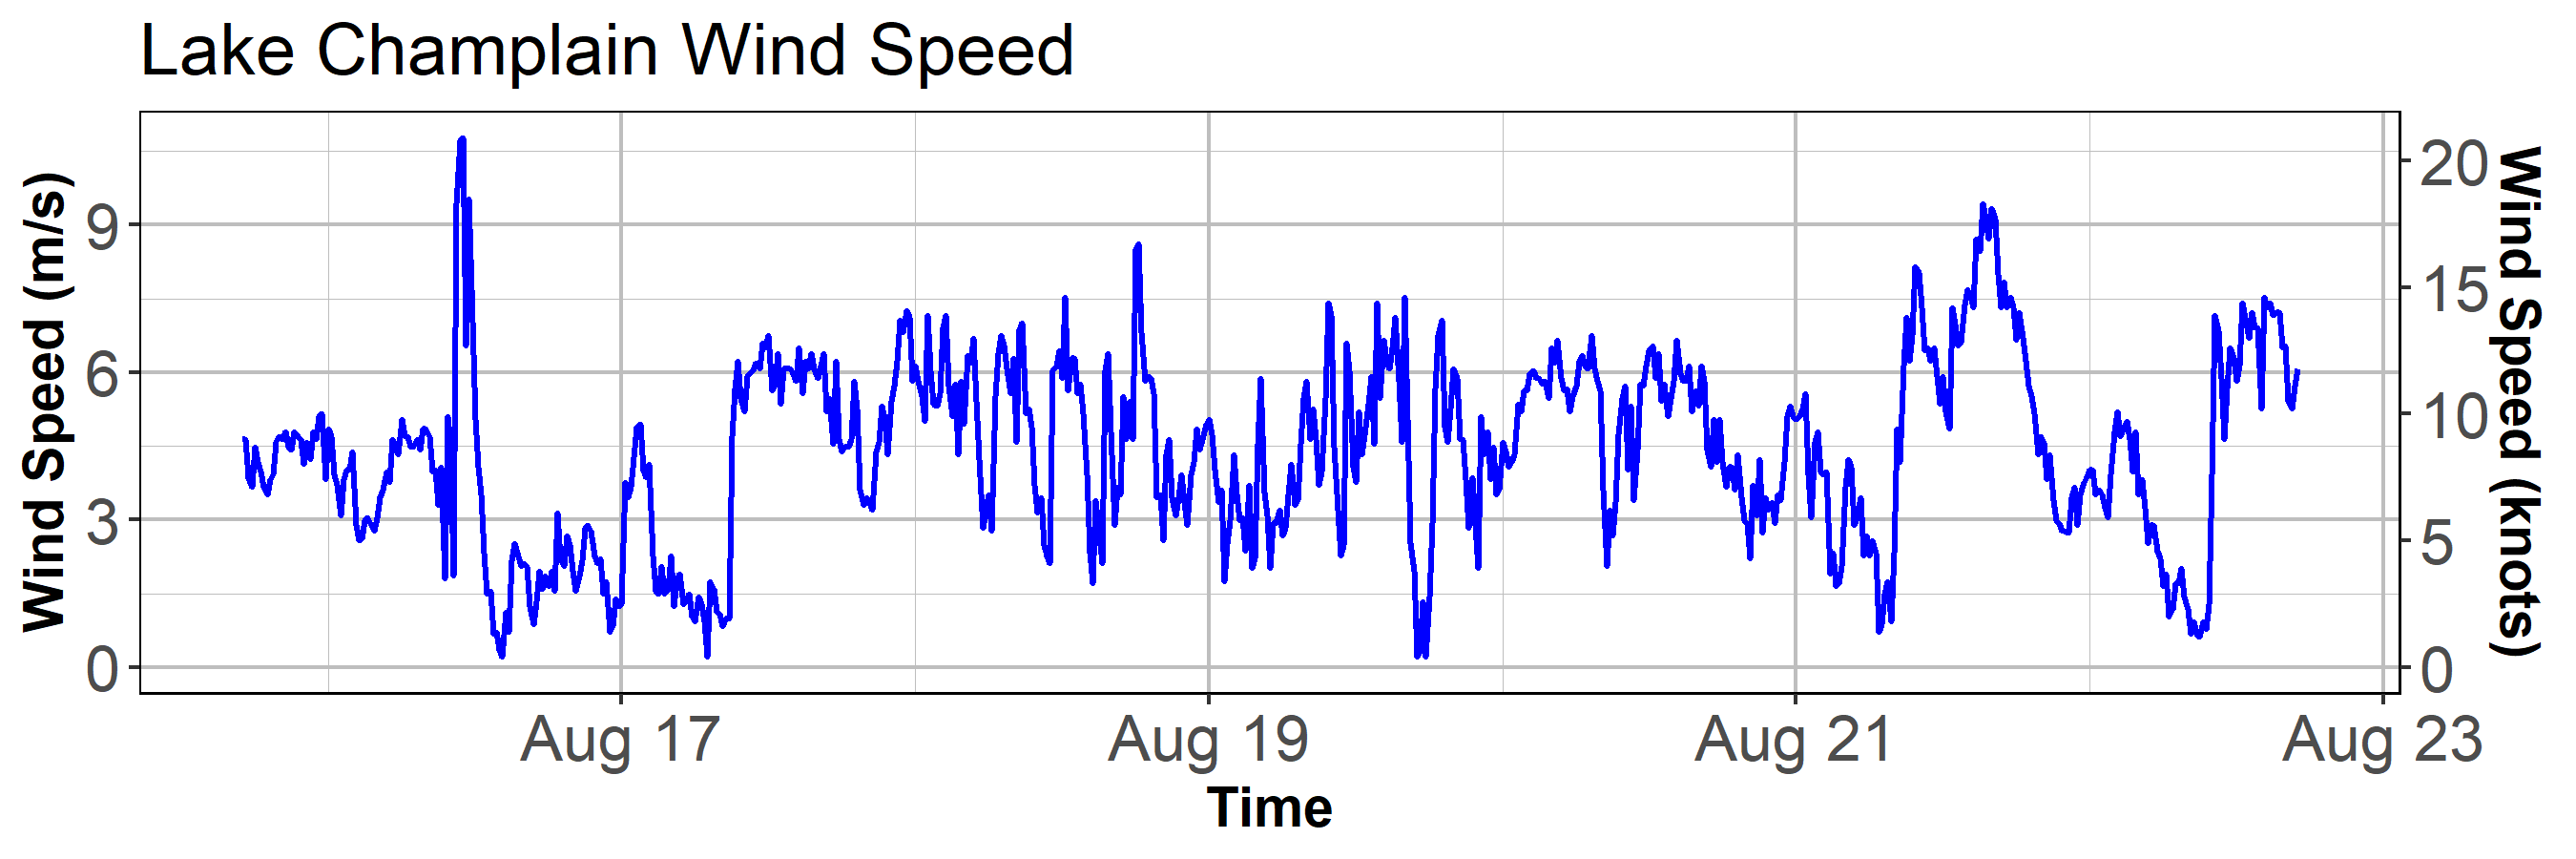 Lake Champlain Wind Speed
Wind Speed (m/s)
9
6
3
0
20
15
10
5
0
Wind Speed (knots)
Aug 17 Aug 19 Aug 21 Aug 23
Time